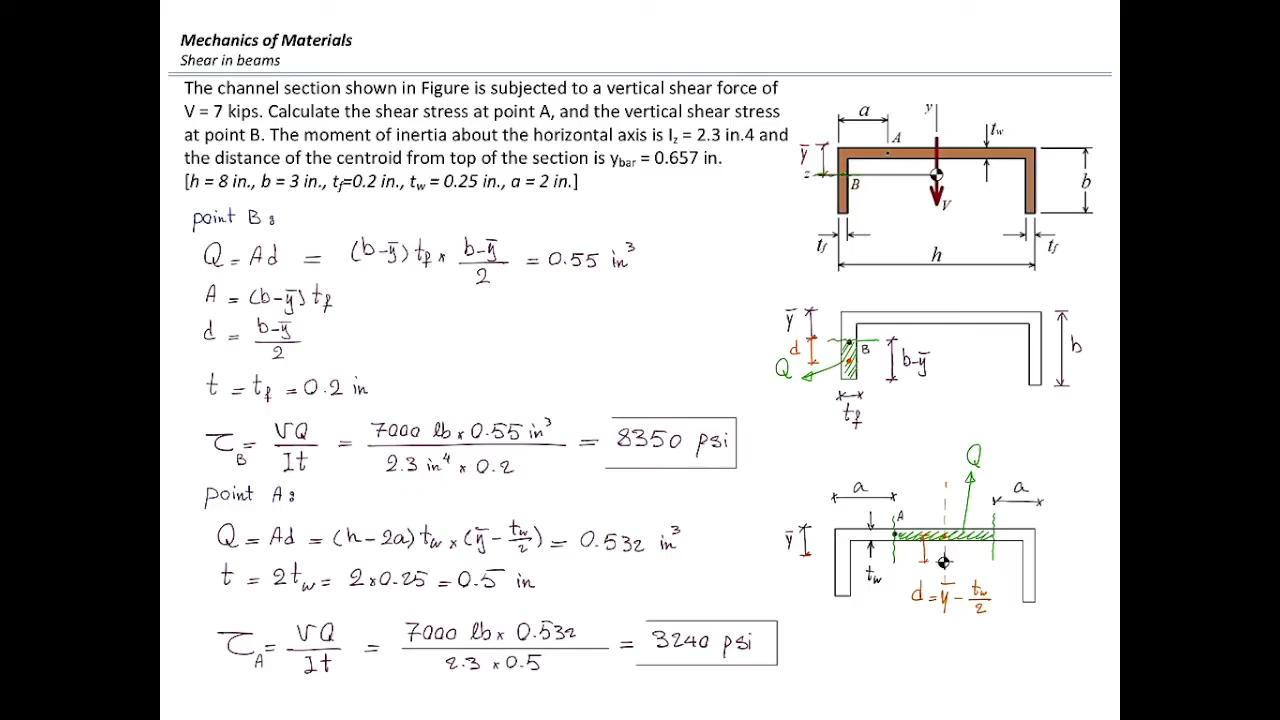 Mechanics of Materials
Shear in beams
The channel section shown in Figure is subjected to a vertical shear force of
V = 7 kips. Calculate the shear stress at point A, and the vertical shear stress
at point B. The moment of inertia about the horizontal axis is Iz = 2.3 in.4 and
the distance of the centroid from top of the section is ybar = 0.657 in.
[h = 8 in., b = 3 in., tf=0.2 in., tw = 0.25 in., a = 2 in.]
y
a
A
tw
ȳ
z
B
V
b
tf
h
tf
point B:
Q = Ad = (b-ȳ) tf * (b-ȳ)/2 = 0.55 in³
A = (b-ȳ) tf
d = (b-ȳ)/2
t = tf = 0.2 in
τB = VQ/It = 7000 lb * 0.55 in³ / 2.3 in⁴ * 0.2 = 8350 psi
ȳ
d
B
Q
b-ȳ
b
tf
point A:
Q = Ad = (h-2a) tw * (ȳ - tw/2) = 0.532 in³
t = 2tw = 2*0.25 = 0.5 in
τA = VQ/It = 7000 lb * 0.532 / 2.3 * 0.5 = 3240 psi
Q
a
a
A
ȳ
tw
d = ȳ - tw/2